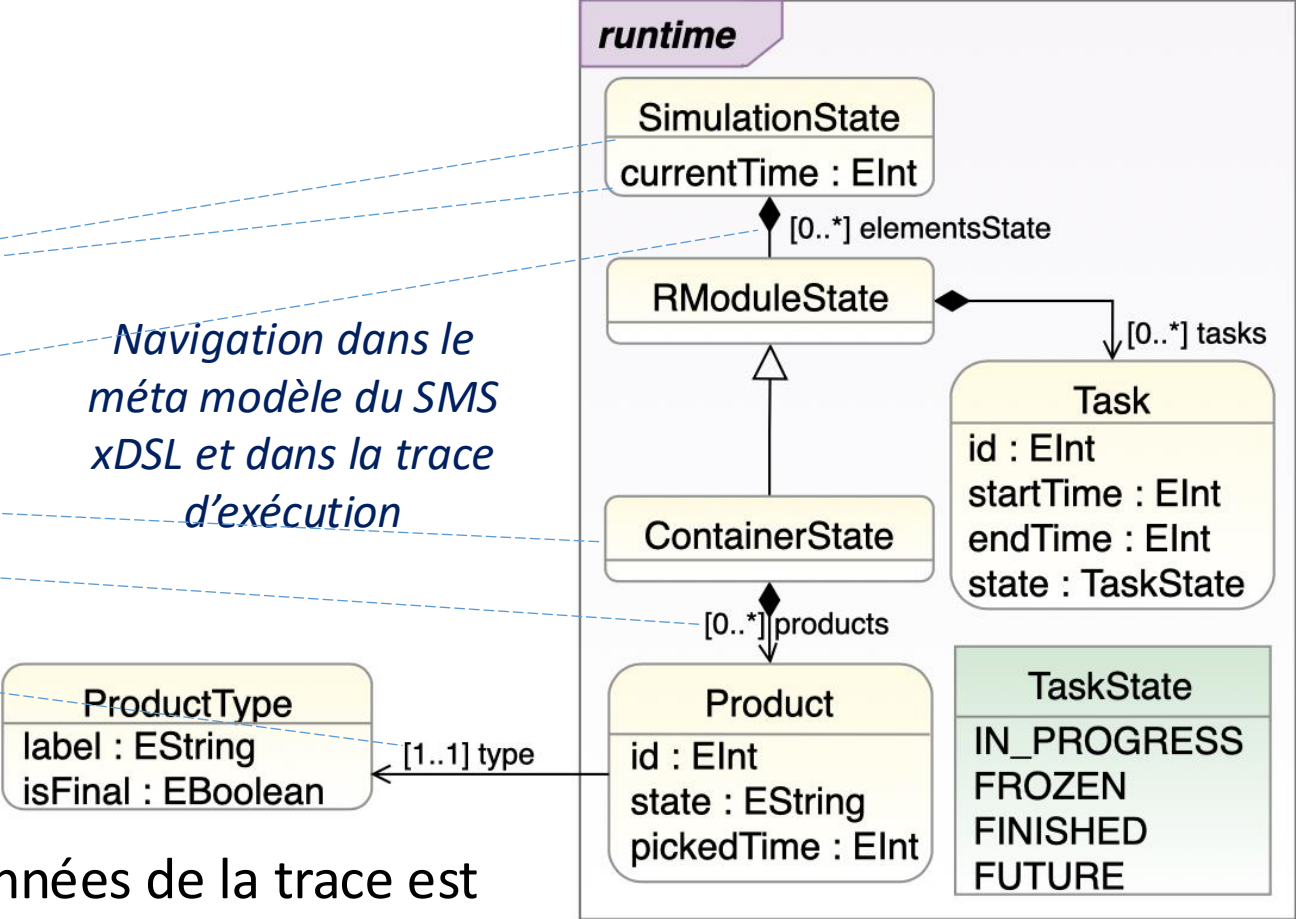 runtime
SimulationState
currentTime : EInt
[0..*] elementsState
RModuleState
[0..*] tasks
Navigation dans le
méta modèle du SMS
xDSL et dans la trace
d'exécution
Task
id : EInt
startTime : EInt
endTime : EInt
state : TaskState
ContainerState
[0..*] products
ProductType
label : EString
isFinal : EBoolean
[1..1] type
Product
id : EInt
state : EString
pickedTime : EInt
TaskState
IN_PROGRESS
FROZEN
FINISHED
FUTURE
nnées de la trace est